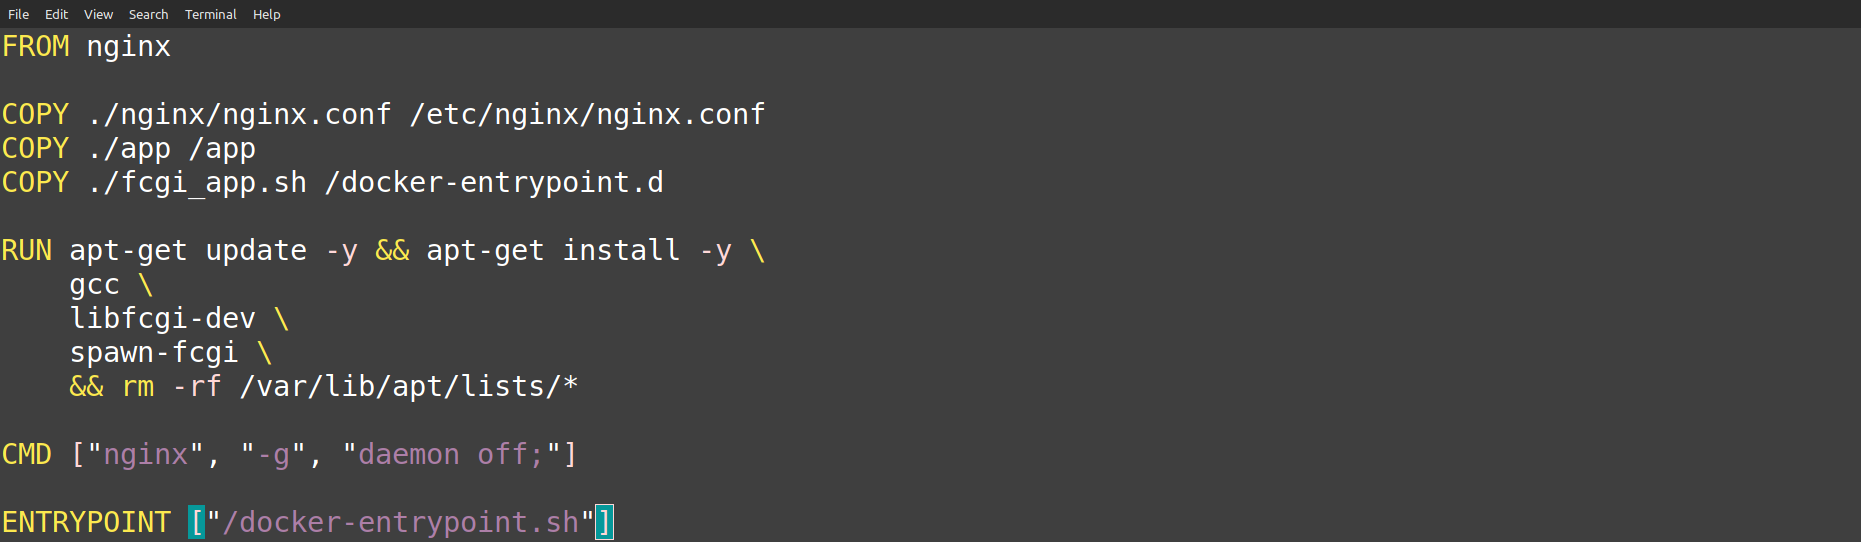 File Edit View Search Terminal Help
FROM nginx
COPY ./nginx/nginx.conf /etc/nginx/nginx.conf
COPY ./app /app
COPY ./fcgi_app.sh /docker-entrypoint.d
RUN apt-get update -y && apt-get install -y \
    gcc \
    libfcgi-dev \
    spawn-fcgi \
    && rm -rf /var/lib/apt/lists/*
CMD ["nginx", "-g", "daemon off;"]
ENTRYPOINT ["/docker-entrypoint.sh"]